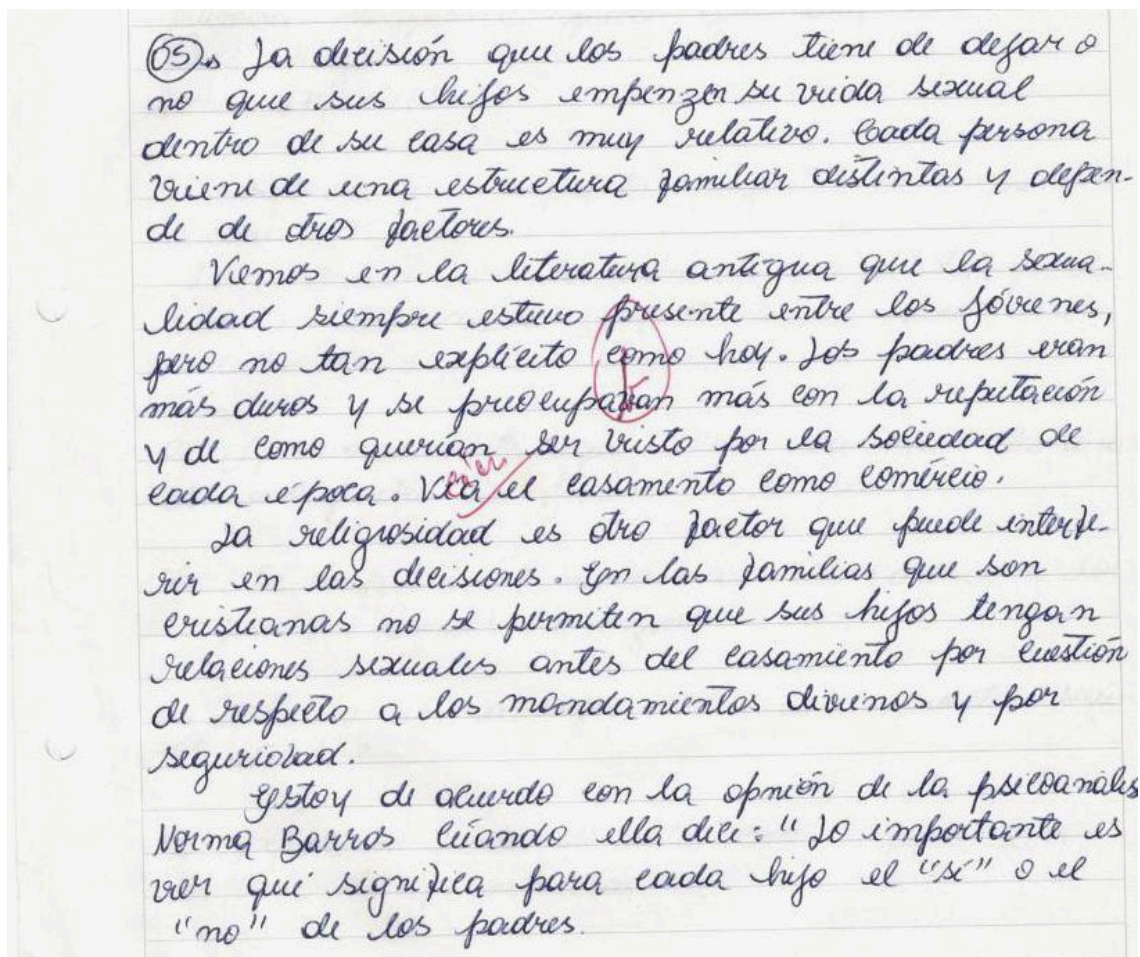 05). La decisión que los padres tiene de dejar o
no que sus hijos empenzen su vida sexual
dentro de su casa es muy relativo. Cada persona
viene de una estructura familiar distintas y depen-
de de otros factores.
Vemos en la literatura antigua que la sexua-
lidad siempre estuvo presente entre los jóvenes,
pero no tan explícito como hoy. Los padres eran
más duros y se preocupavan más con la reputación
y de como querían ser visto por la sociedad de
cada época. Veía el casamento como comércio.
La religiosidad es otro factor que puede interfe-
rir en las decisiones. En las familias que son
cristianas no se permiten que sus hijos tengan
relaciones sexuales antes del casamiento por cuestión
de respecto a los mandamientos divinos y por
seguridad.
Estoy de acuerdo con la opnión de la psicoanális
Norma Barros cuando ella dice: "Lo importante es
ver qué significa para cada hijo el "sí" o el
"no" de los padres.